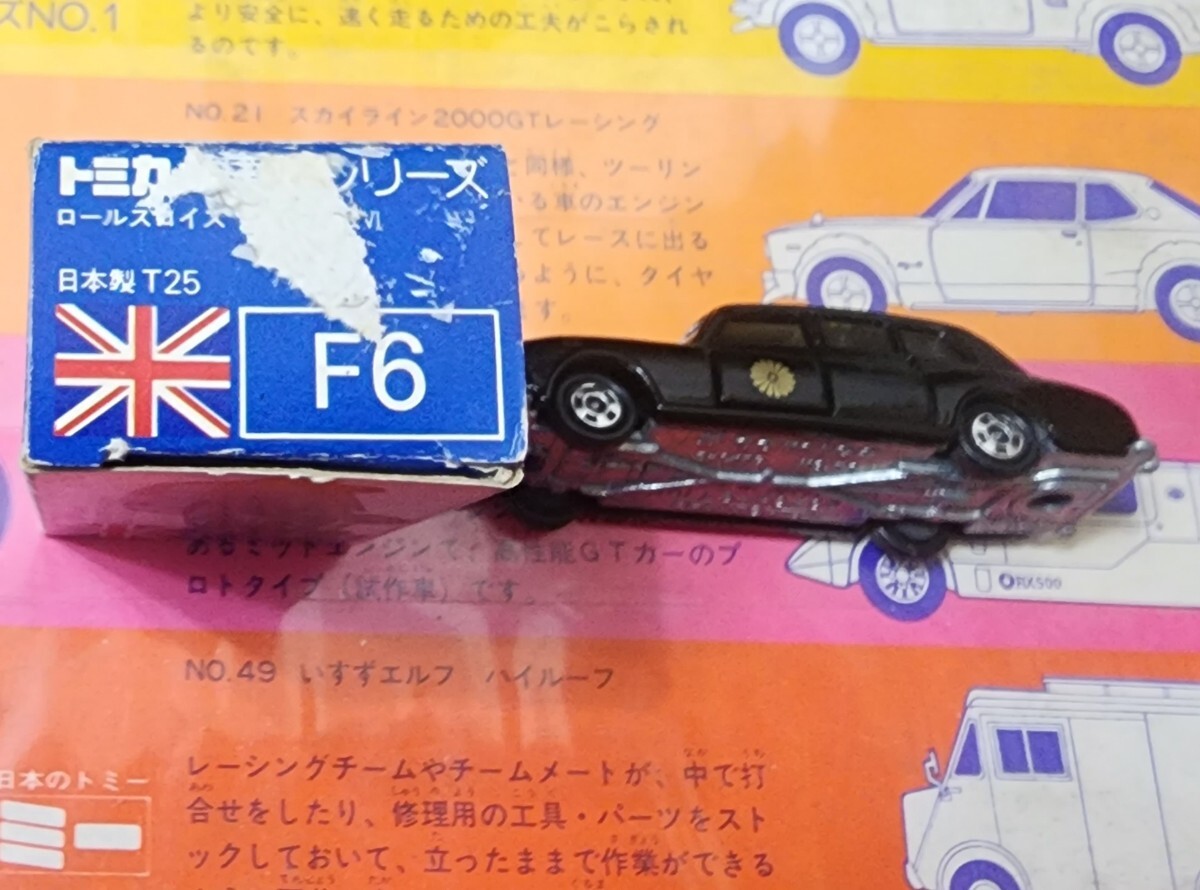 ズNO.1
より安全に、速く走るための工夫がこらされ
るのです。
NO.21 スカイライン2000GTレーシング
同様、ツーリン
る車のエンジン
てレースに出る
るように、タイヤ
す。
トミカ シリーズ
ロールスロイス VI
日本製 T25
F6
あるミッドエンジンで、高性能GTカーのプ
ロトタイプ(試作車)です。
RX500
NO.49 いすずエルフ ハイルーフ
日本のトミー
レーシングチームやチームメートが、中で打
合せをしたり、修理用の工具・パーツをスト
ックしておいて、立ったままで作業ができる